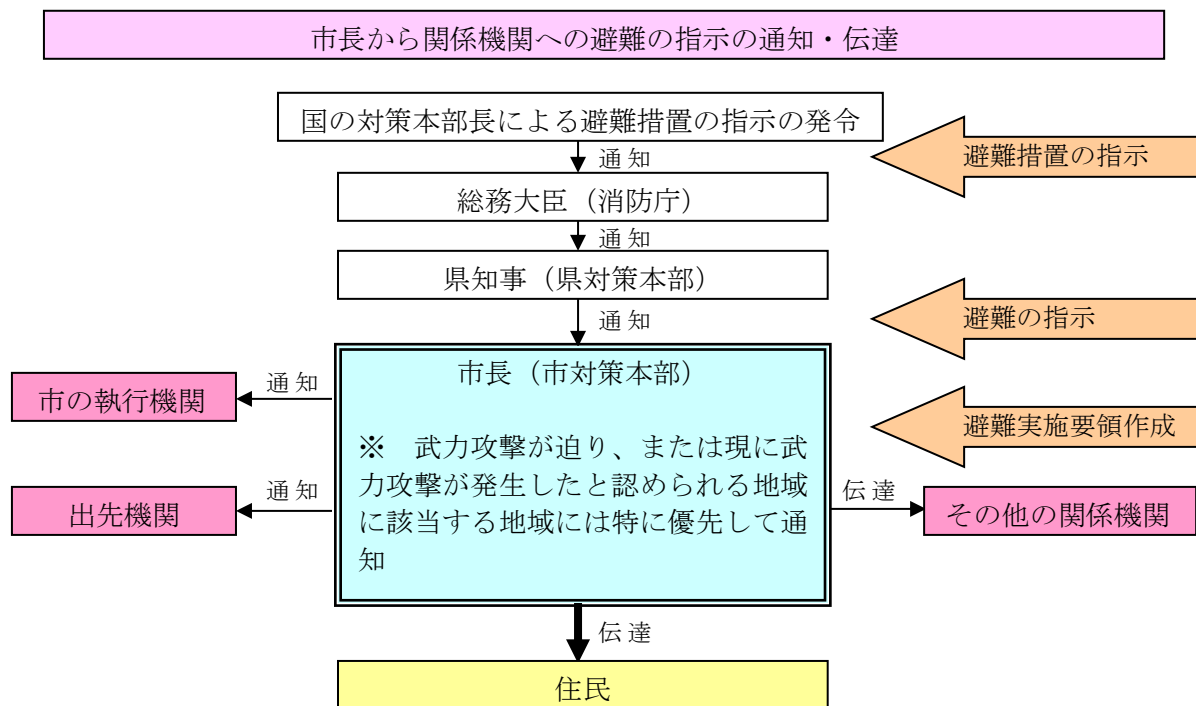 市長から関係機関への避難の指示の通知・伝達
国の対策本部長による避難措置の指示の発令
通知
避難措置の指示
総務大臣（消防庁）
通知
県知事（県対策本部）
通知
避難の指示
市長（市対策本部）
通知
市の執行機関
避難実施要領作成
※　武力攻撃が迫り、または現に武
力攻撃が発生したと認められる地域
に該当する地域には特に優先して通
知
通知
出先機関
伝達
その他の関係機関
伝達
住民